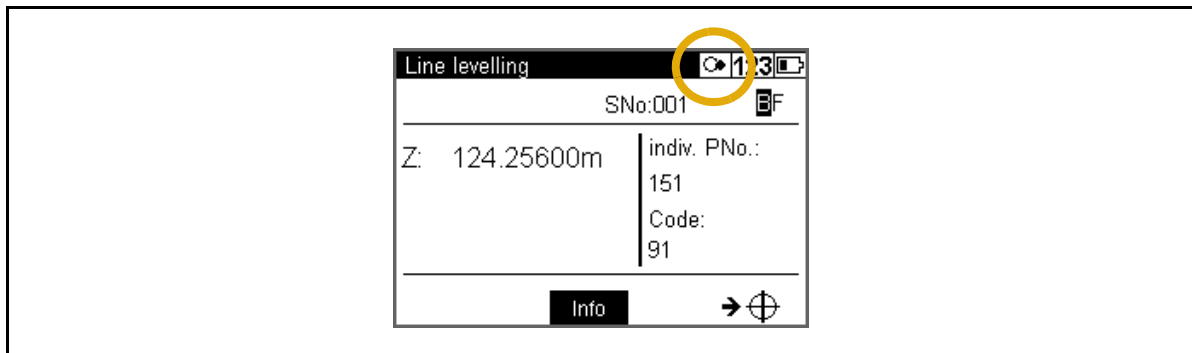 Line levelling 123
SNo:001 BF
Z: 124.25600m
indiv. PNo.:
151
Code:
91
Info